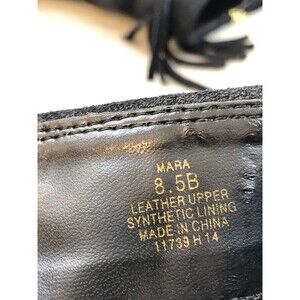 MARA
8.5B
LEATHER UPPER
SYNTHETIC LINING
MADE IN CHINA
11739 H 14